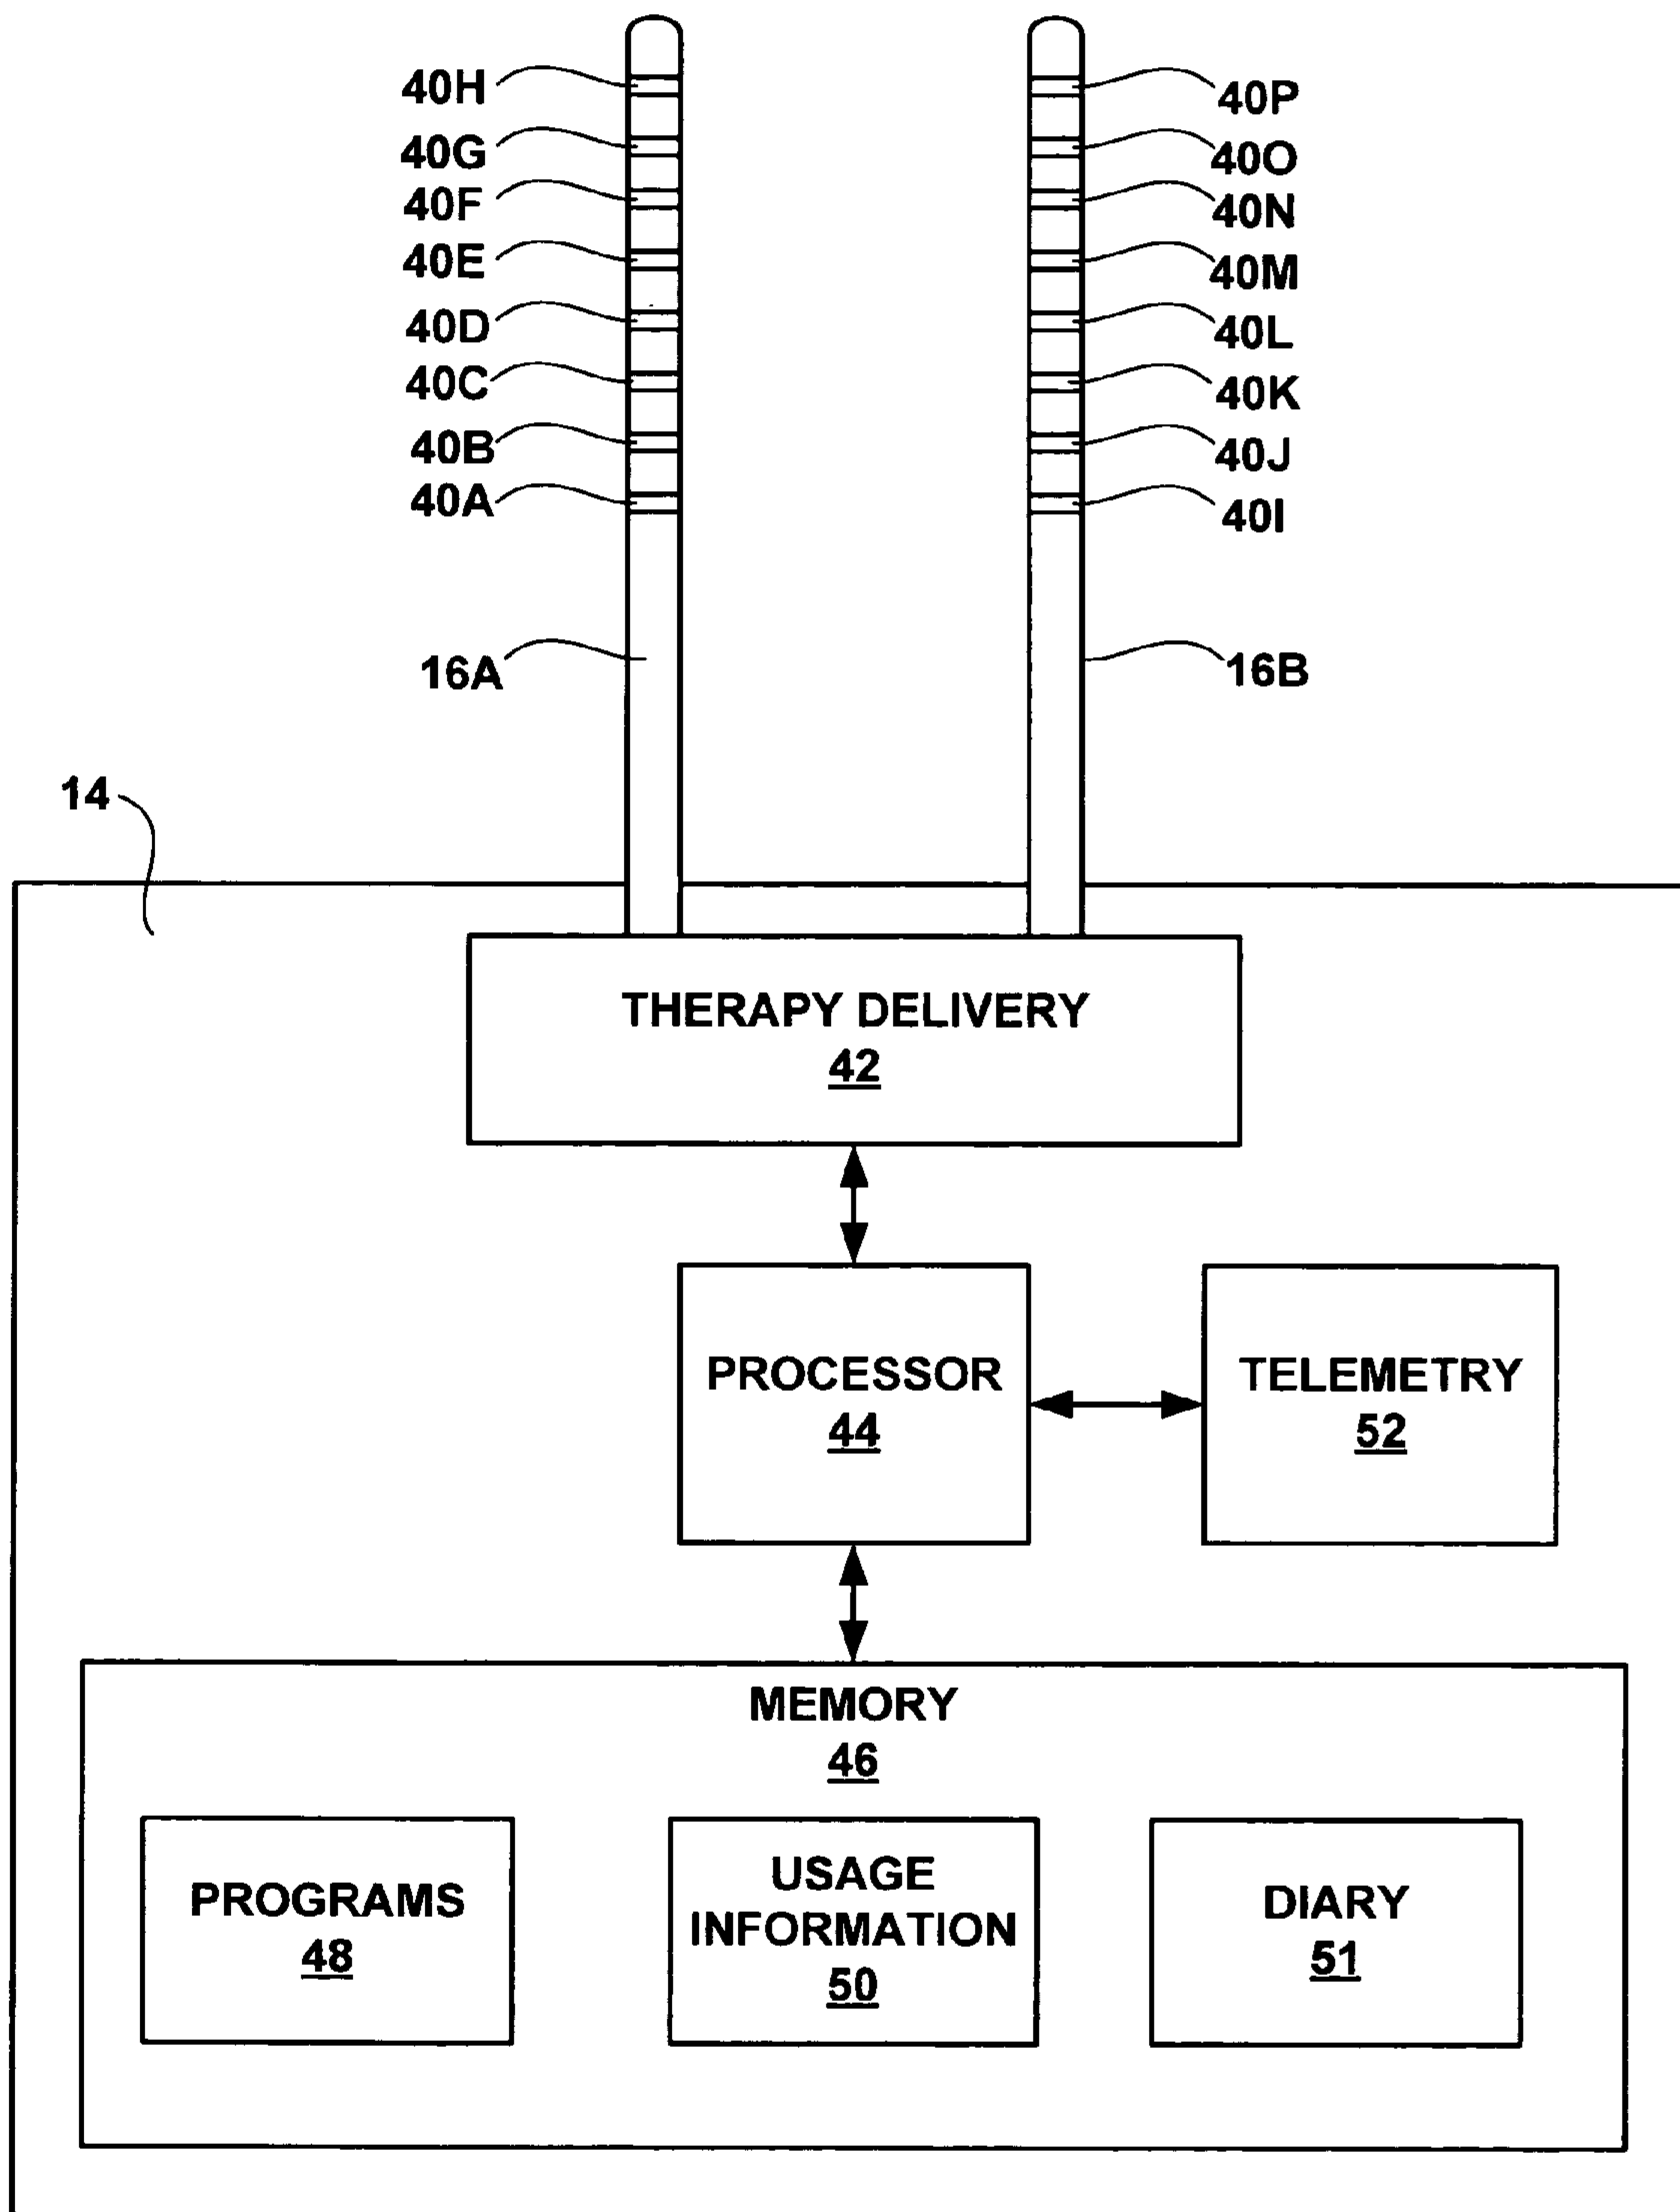 40H
40P
40G
40O
40F
40N
40E
40M
40D
40L
40C
40K
40B
40J
40A
40I
16A
16B
14
THERAPY DELIVERY
42
PROCESSOR
44
TELEMETRY
52
MEMORY
46
PROGRAMS
48
USAGE
INFORMATION
50
DIARY
51